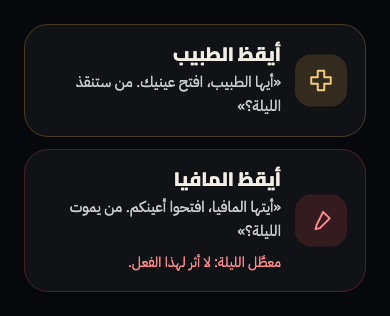 أيقظ الطبيب
«أيها الطبيب، افتح عينيك. من ستنقذ
الليلة؟»
أيقظ المافيا
«أيتها المافيا، افتحوا أعينكم. من يموت
الليلة؟»
معطَّل الليلة: لا أثر لهذا الفعل.